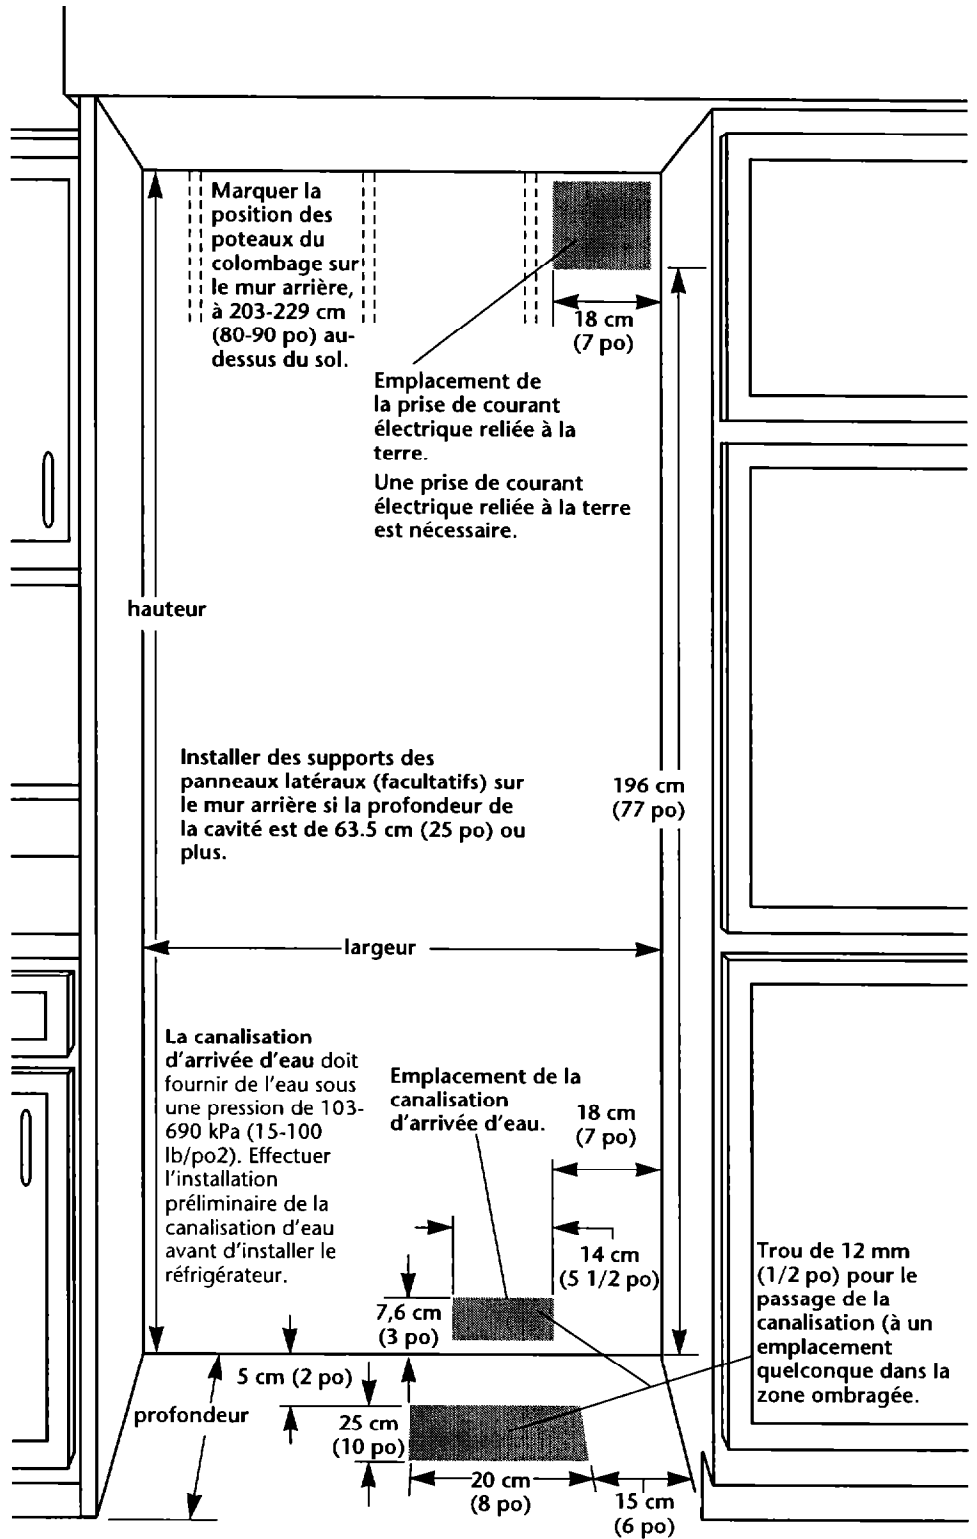 Marquer la
position des
poteaux du
colombage sur
le mur arrière,
à 203-229 cm
(80-90 po) au-
dessus du sol.
18 cm
(7 po)
Emplacement de
la prise de courant
électrique reliée à la
terre.
Une prise de courant
électrique reliée à la terre
est nécessaire.
hauteur
Installer des supports des
panneaux latéraux (facultatifs) sur
le mur arrière si la profondeur de
la cavité est de 63.5 cm (25 po) ou
plus.
196 cm
(77 po)
largeur
La canalisation
d'arrivée d'eau doit
fournir de l'eau sous
une pression de 103-
690 kPa (15-100
lb/po2). Effectuer
l'installation
préliminaire de la
canalisation d'eau
avant d'installer le
réfrigérateur.
Emplacement de la
canalisation
d'arrivée d'eau.
18 cm
(7 po)
14 cm
(5 1/2 po)
7,6 cm
(3 po)
Trou de 12 mm
(1/2 po) pour le
passage de la
canalisation (à un
emplacement
quelconque dans la
zone ombragée.
5 cm (2 po)
profondeur
25 cm
(10 po)
20 cm
(8 po)
15 cm
(6 po)